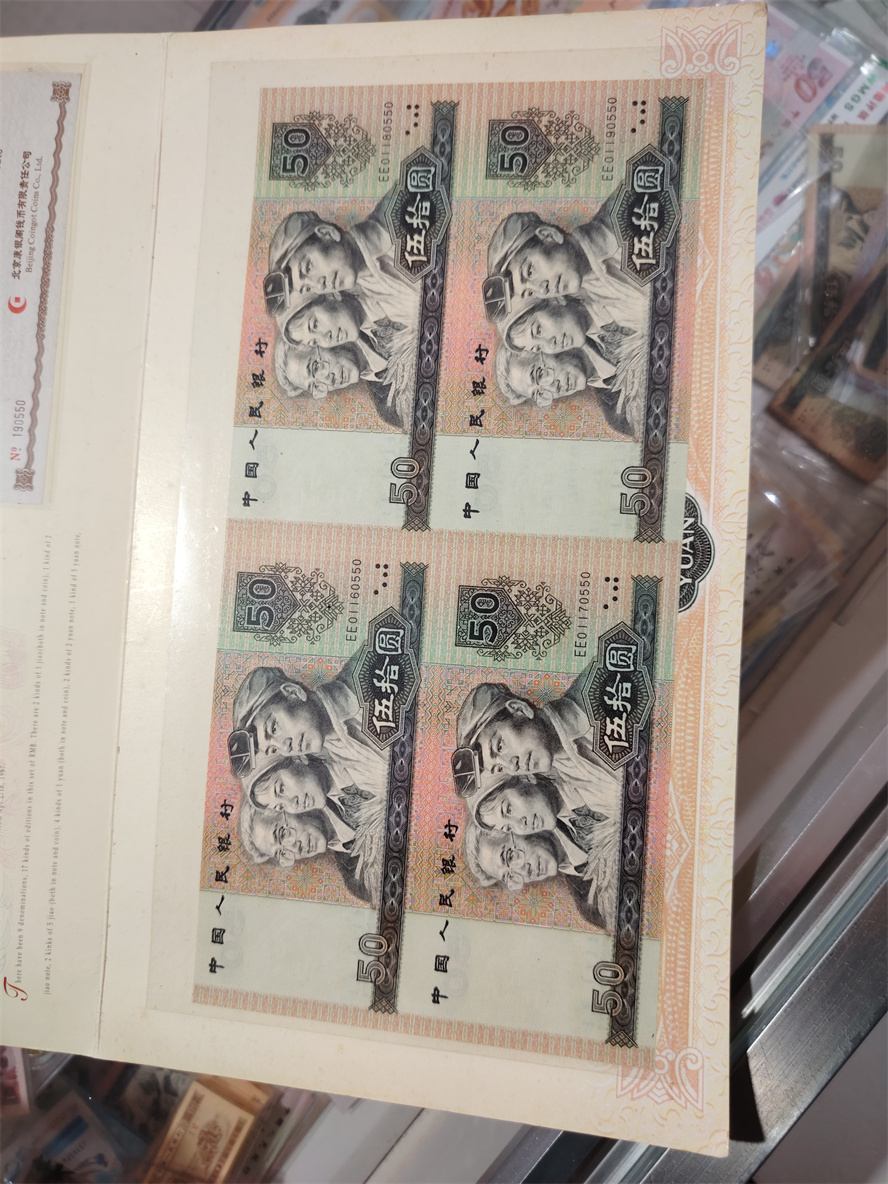 北京康银阁钱币有限责任公司
Beijing Coingot Coins Co., Ltd.
№ 190550
There have been 9 denominations, 17 kinds of editions in this set of RMB. There are 2 kinds of 1 jiao(both in note and coin), 1 kind of 2
jiao note, 2 kinks of 5 jiao (both in note and coin), 4 kinds of 1 yuan (both in note and coin), 2 kinds of 2 yuan note, 1 kind of 5 yuan note,
50
EE01180550
伍拾圆
中国人民银行
50
50
EE01190550
伍拾圆
中国人民银行
50
50
EE01160550
伍拾圆
中国人民银行
50
50
EE01170550
伍拾圆
中国人民银行
50
YUAN